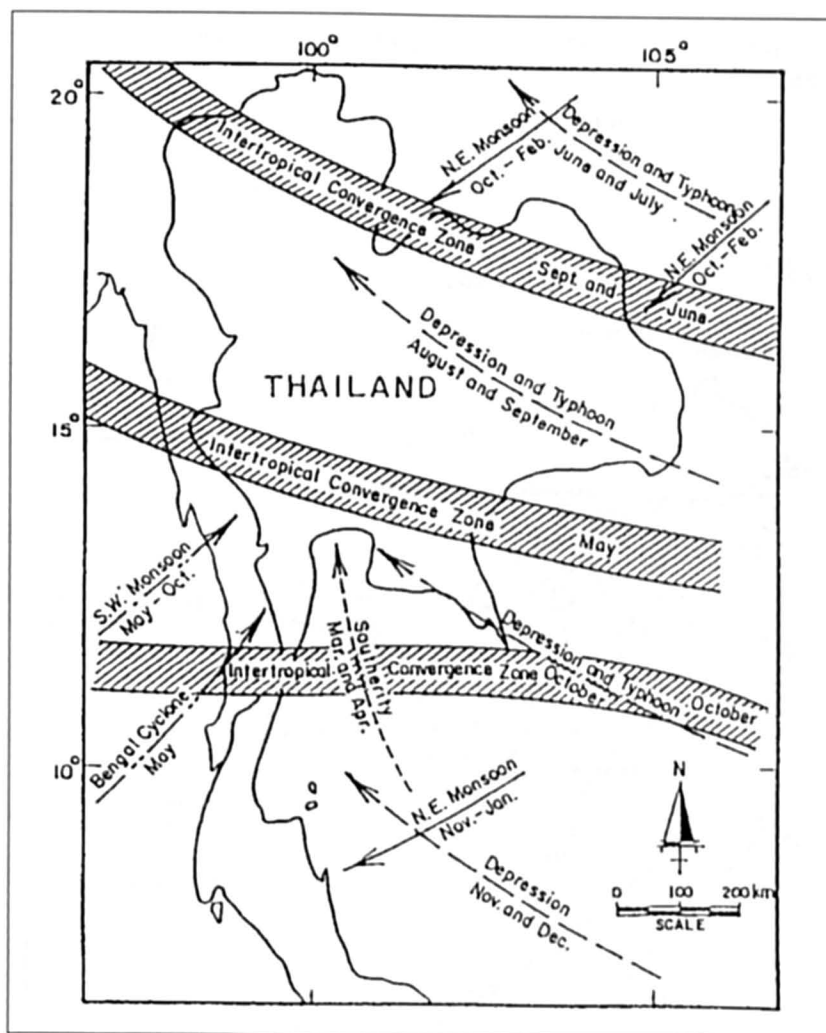 100°
105°
20°
Depression and Typhoon
June and July
N.E. Monsoon
Oct.-Feb.
N.E. Monsoon
Oct.-Feb.
Intertropical Convergence Zone Sept and June
Depression and Typhoon
August and September
THAILAND
15°
Intertropical Convergence Zone May
S.W. Monsoon
May-Oct.
Southerity
Mar. and Apr.
Depression and Typhoon
October
Intertropical Convergence Zone October
Bengal Cyclone
May
10°
N.E. Monsoon
Nov.-Jan.
Depression
Nov. and Dec.
N
0 100 200 km
SCALE